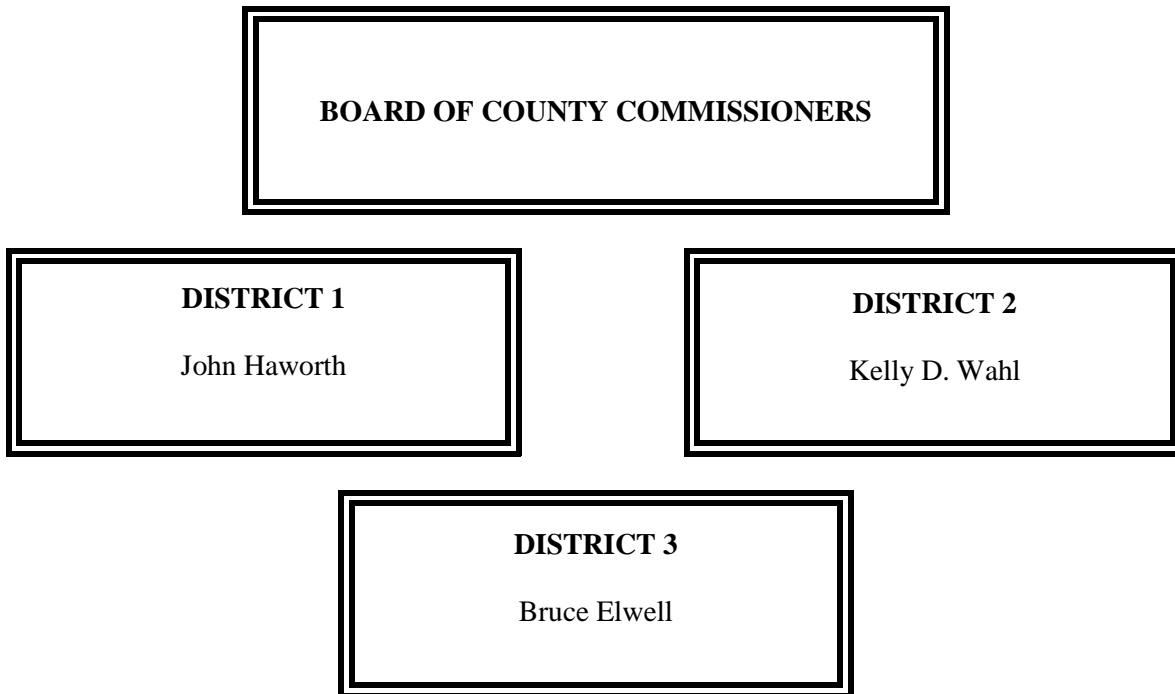 BOARD OF COUNTY COMMISSIONERS
DISTRICT 1
John Haworth
DISTRICT 2
Kelly D. Wahl
DISTRICT 3
Bruce Elwell